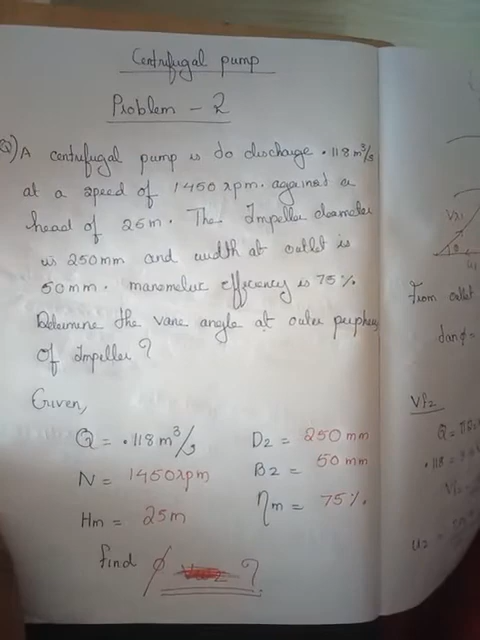 Centrifugal pump
Problem - 2
Q) A centrifugal pump is do discharge .118 m³/s
at a speed of 1450 rpm. against a
head of 25m. The Impeller diameter
is 250mm and width at outlet is
50mm. manometric efficiency is 75%.
Determine the vane angle at outer periphery
of Impeller?
Given,
Q = .118 m³/s
N = 1450 rpm
Hm = 25m
D2 = 250 mm
B2 = 50 mm
ηm = 75%.
find φ ?
From outlet
tanφ =
Vf2
Q =
.118 =
u2 =